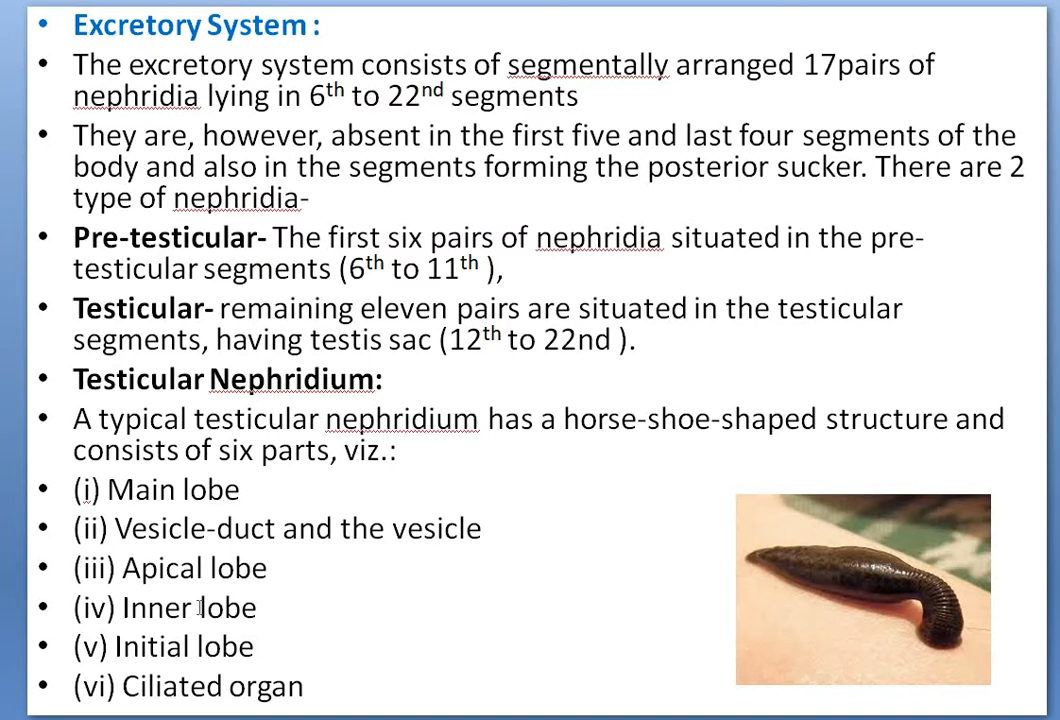 • Excretory System :
• The excretory system consists of segmentally arranged 17pairs of
nephridia lying in 6th to 22nd segments
• They are, however, absent in the first five and last four segments of the
body and also in the segments forming the posterior sucker. There are 2
type of nephridia-
• Pre-testicular- The first six pairs of nephridia situated in the pre-
testicular segments (6th to 11th ),
• Testicular- remaining eleven pairs are situated in the testicular
segments, having testis sac (12th to 22nd ).
• Testicular Nephridium:
• A typical testicular nephridium has a horse-shoe-shaped structure and
consists of six parts, viz.:
• (i) Main lobe
• (ii) Vesicle-duct and the vesicle
• (iii) Apical lobe
• (iv) Inner lobe
• (v) Initial lobe
• (vi) Ciliated organ